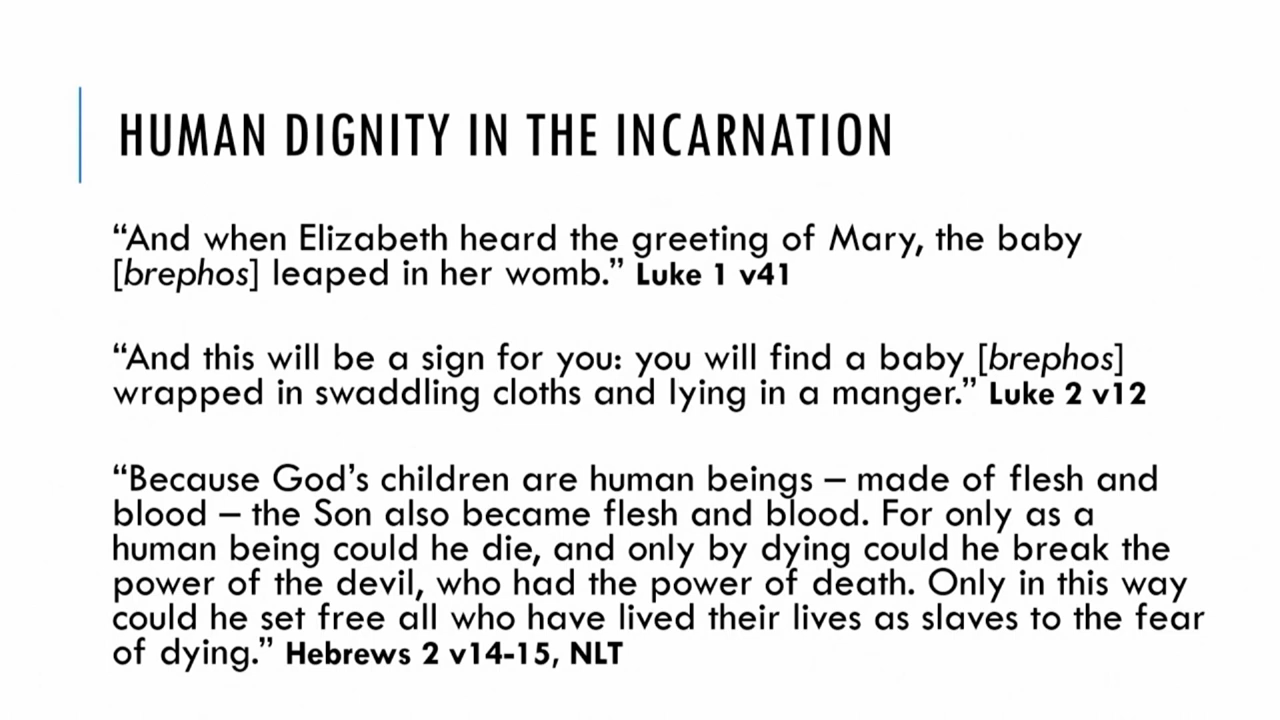 HUMAN DIGNITY IN THE INCARNATION
“And when Elizabeth heard the greeting of Mary, the baby
[brephos] leaped in her womb.” Luke 1 v41
“And this will be a sign for you: you will find a baby [brephos]
wrapped in swaddling cloths and lying in a manger.” Luke 2 v12
“Because God’s children are human beings – made of flesh and
blood – the Son also became flesh and blood. For only as a
human being could he die, and only by dying could he break the
power of the devil, who had the power of death. Only in this way
could he set free all who have lived their lives as slaves to the fear
of dying.” Hebrews 2 v14-15, NLT